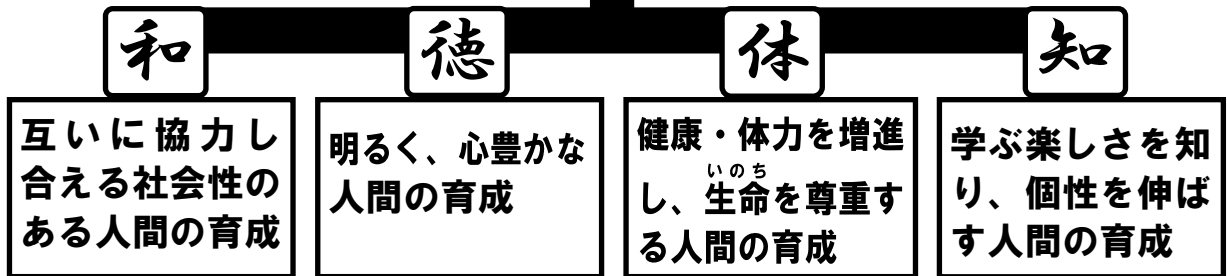 和
互いに協力し
合える社会性の
ある人間の育成
徳
明るく、心豊かな
人間の育成
体
健康・体力を増進
いのち
し、生命を尊重す
る人間の育成
知
学ぶ楽しさを知
り、個性を伸ば
す人間の育成